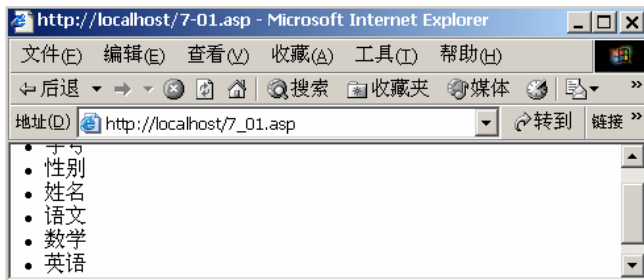 http://localhost/7-01.asp - Microsoft Internet Explorer
文件(F) 编辑(E) 查看(V) 收藏(A) 工具(T) 帮助(H)
后退 搜索 收藏夹 媒体 »
地址(D) http://localhost/7_01.asp 转到 链接 »
学号
性别
姓名
语文
数学
英语